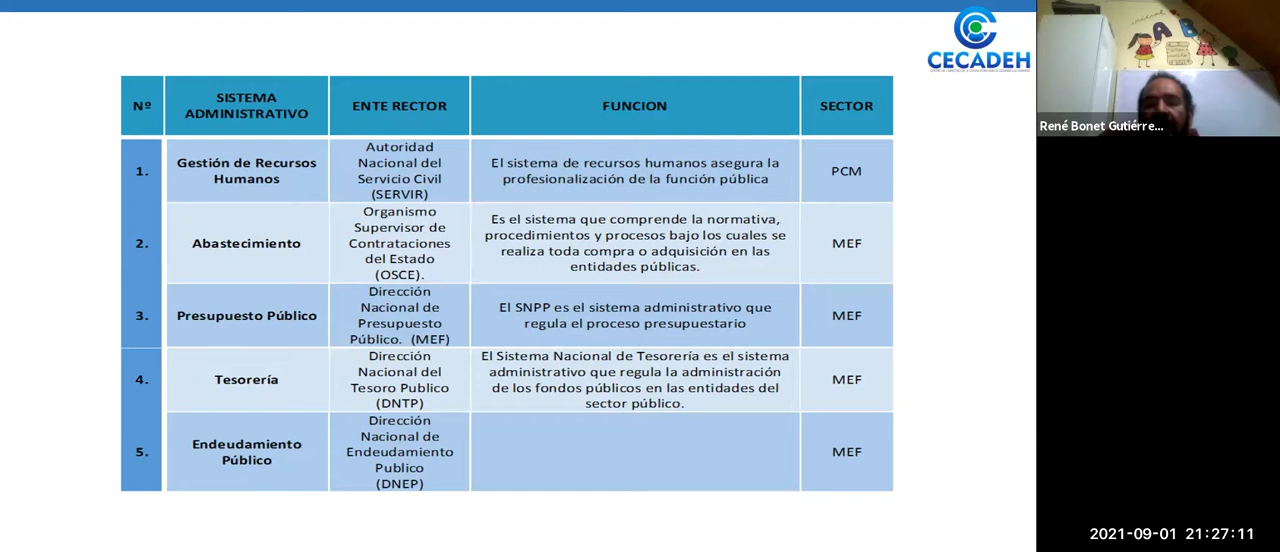 CECADEH
Nº
SISTEMA
ADMINISTRATIVO
ENTE RECTOR
FUNCION
SECTOR
1.
Gestión de Recursos
Humanos
Autoridad
Nacional del
Servicio Civil
(SERVIR)
El sistema de recursos humanos asegura la
profesionalización de la función pública
PCM
2.
Abastecimiento
Organismo
Supervisor de
Contrataciones
del Estado
(OSCE).
Es el sistema que comprende la normativa,
procedimientos y procesos bajo los cuales se
realiza toda compra o adquisición en las
entidades públicas.
MEF
3.
Presupuesto Público
Dirección
Nacional de
Presupuesto
Público. (MEF)
El SNPP es el sistema administrativo que
regula el proceso presupuestario
MEF
4.
Tesorería
Dirección
Nacional del
Tesoro Publico
(DNTP)
El Sistema Nacional de Tesorería es el sistema
administrativo que regula la administración
de los fondos públicos en las entidades del
sector público.
MEF
5.
Endeudamiento
Público
Dirección
Nacional de
Endeudamiento
Publico
(DNEP)
MEF
A B
René Bonet Gutiérre...
2021-09-01 21:27:11